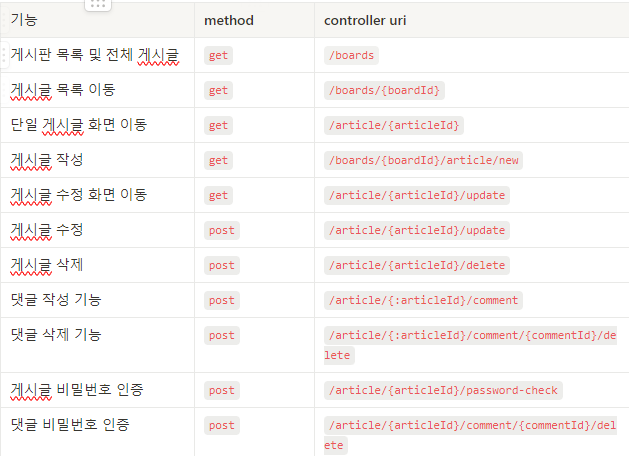 기능 method controller uri
게시판 목록 및 전체 게시글 get /boards
게시글 목록 이동 get /boards/{boardId}
단일 게시글 화면 이동 get /article/{articleId}
게시글 작성 get /boards/{boardId}/article/new
게시글 수정 화면 이동 get /article/{articleId}/update
게시글 수정 post /article/{articleId}/update
게시글 삭제 post /article/{articleId}/delete
댓글 작성 기능 post /article/{:articleId}/comment
댓글 삭제 기능 post /article/{:articleId}/comment/{commentId}/de
lete
게시글 비밀번호 인증 post /article/{articleId}/password-check
댓글 비밀번호 인증 post /article/{articleId}/comment/{commentId}/del
ete